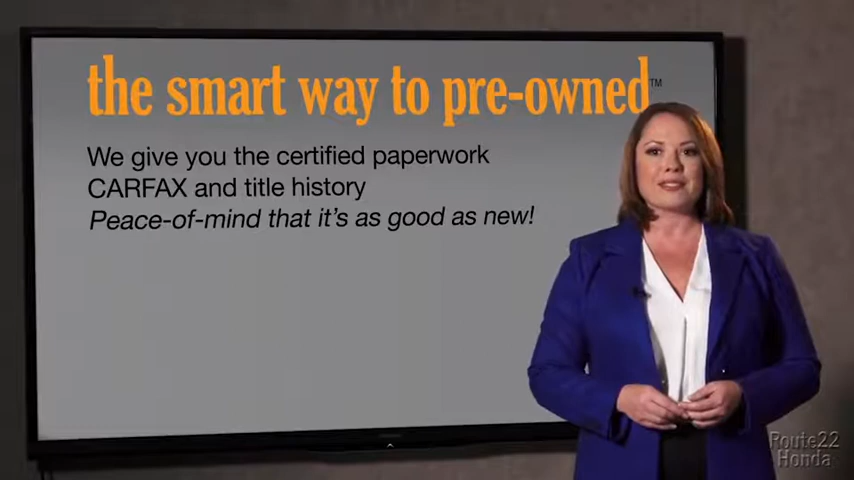 the smart way to pre-owned™
We give you the certified paperwork
CARFAX and title history
Peace-of-mind that it's as good as new!
Route22
Honda